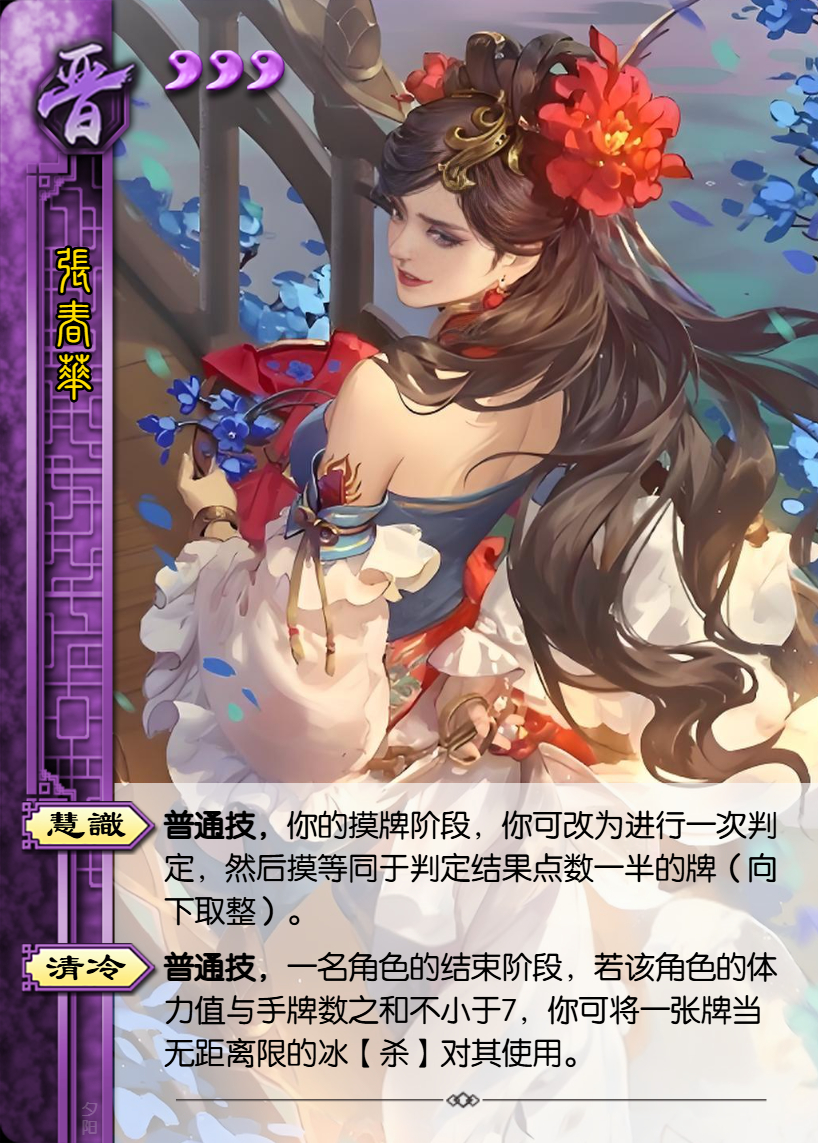 晋
張春華
慧識
普通技，你的摸牌阶段，你可改为进行一次判
定，然后摸等同于判定结果点数一半的牌（向
下取整）。
清冷
普通技，一名角色的结束阶段，若该角色的体
力值与手牌数之和不小于7，你可将一张牌当
无距离限的冰【杀】对其使用。
夕阳